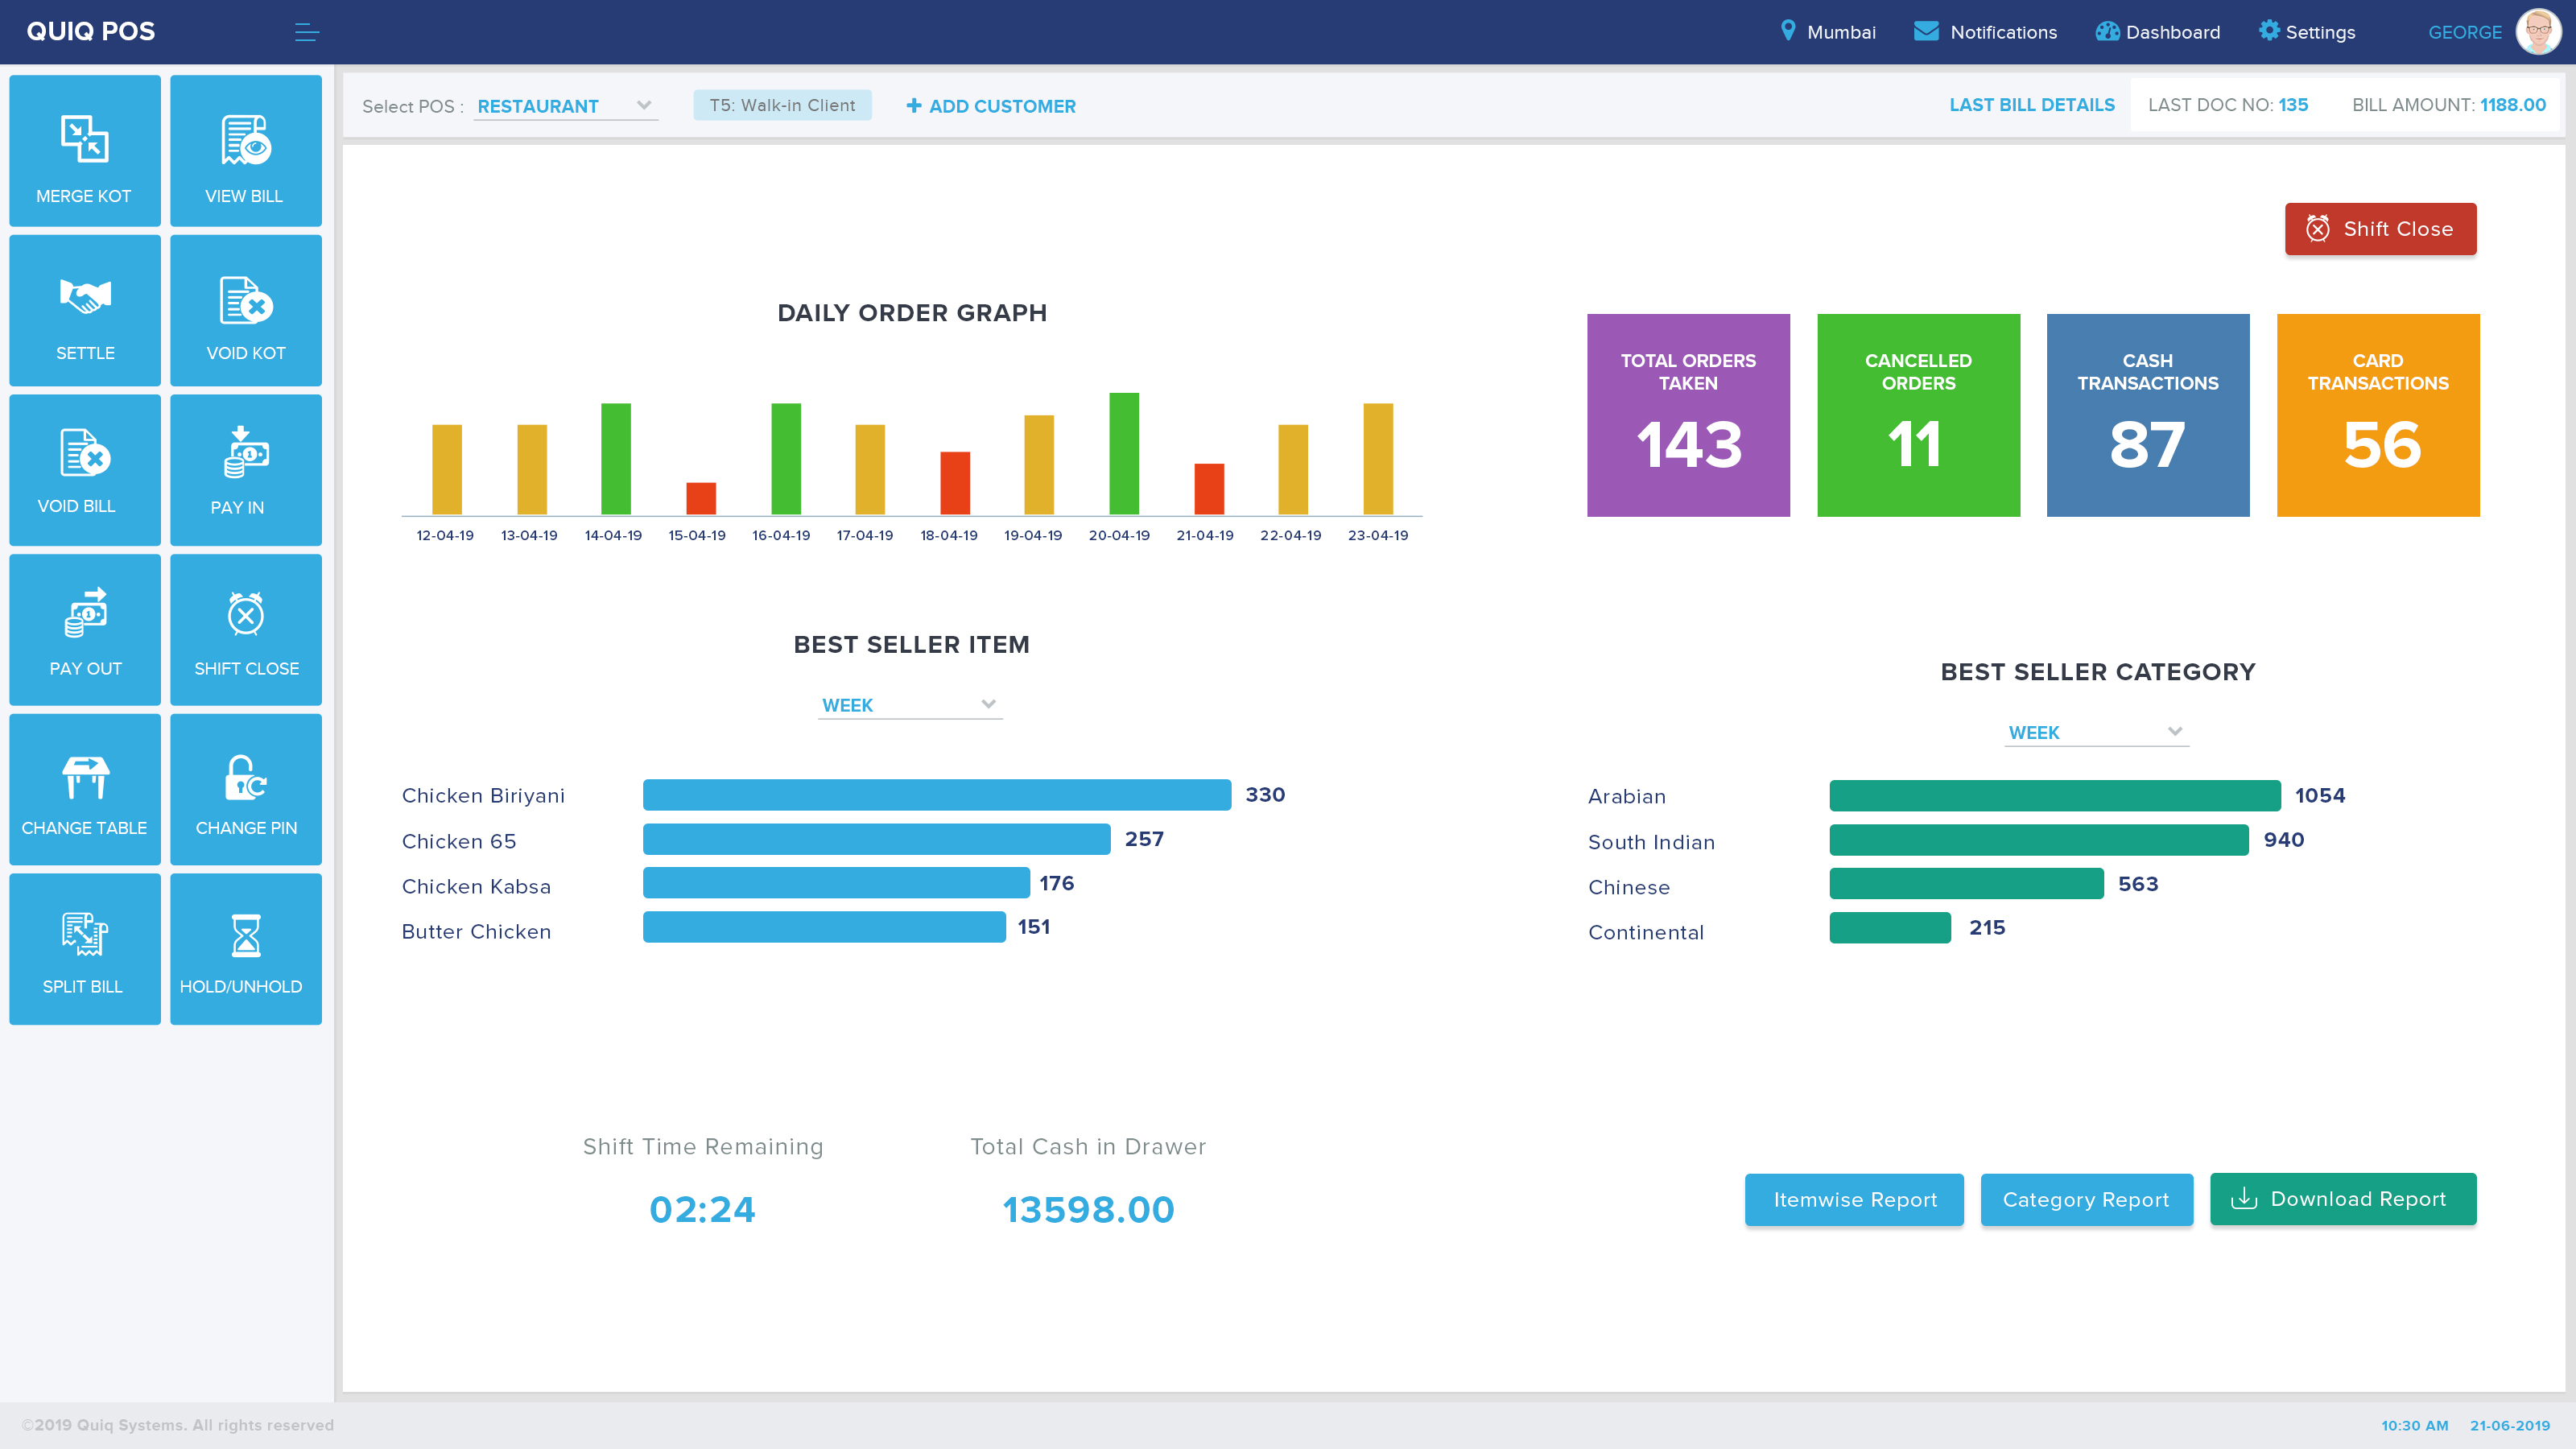 QUIQ POS
Mumbai
Notifications
Dashboard
Settings
GEORGE
MERGE KOT
VIEW BILL
SETTLE
VOID KOT
VOID BILL
PAY IN
PAY OUT
SHIFT CLOSE
CHANGE TABLE
CHANGE PIN
SPLIT BILL
HOLD/UNHOLD
Select POS : RESTAURANT
T5: Walk-in Client
+ ADD CUSTOMER
LAST BILL DETAILS
LAST DOC NO: 135
BILL AMOUNT: 1188.00
Shift Close
DAILY ORDER GRAPH
12-04-19 13-04-19 14-04-19 15-04-19 16-04-19 17-04-19 18-04-19 19-04-19 20-04-19 21-04-19 22-04-19 23-04-19
TOTAL ORDERS
TAKEN
143
CANCELLED
ORDERS
11
CASH
TRANSACTIONS
87
CARD
TRANSACTIONS
56
BEST SELLER ITEM
WEEK
Chicken Biriyani 330
Chicken 65 257
Chicken Kabsa 176
Butter Chicken 151
BEST SELLER CATEGORY
WEEK
Arabian 1054
South Indian 940
Chinese 563
Continental 215
Shift Time Remaining
02:24
Total Cash in Drawer
13598.00
Itemwise Report
Category Report
Download Report
©2019 Quiq Systems. All rights reserved
10:30 AM 21-06-2019